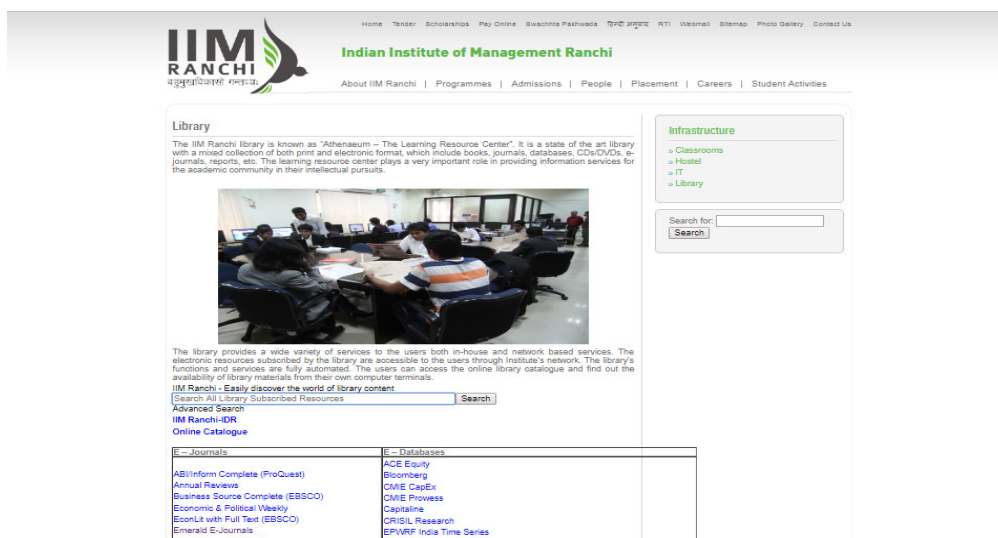 Home Tender Scholarships Pay Online Swachhta Pakhwada हिन्दी अनुवाद RTI Webmail Sitemap Photo Gallery Contact Us
IIM
RANCHI
Indian Institute of Management Ranchi
About IIM Ranchi | Programmes | Admissions | People | Placement | Careers | Student Activities
Library
The IIM Ranchi library is known as “Athenaeum – The Learning Resource Center”. It is a state of the art library
with a mixed collection of both print and electronic format, which include books, journals, databases, CDs/DVDs, e-
journals, reports, etc. The learning resource center plays a very important role in providing information services for
the academic community in their intellectual pursuits.
Infrastructure
» Classrooms
» Hostel
» IT
» Library
Search for:
Search
The library provides a wide variety of services to the users both in-house and network based services. The
electronic resources subscribed by the library are accessible to the users through Institute's network. The library's
functions and services are fully automated. The users can access the online library catalogue and find out the
availability of library materials from their own computer terminals.
IIM Ranchi - Easily discover the world of library content
Search All Library Subscribed Resources Search
Advanced Search
IIM Ranchi-IDR
Online Catalogue
E – Journals
ABI/Inform Complete (ProQuest)
Annual Reviews
Business Source Complete (EBSCO)
Economic & Political Weekly
EconLit with Full Text (EBSCO)
Emerald E-Journals
E – Databases
ACE Equity
Bloomberg
CMIE CapEx
CMIE Prowess
Capitaline
CRISIL Research
EPWRF India Time Series